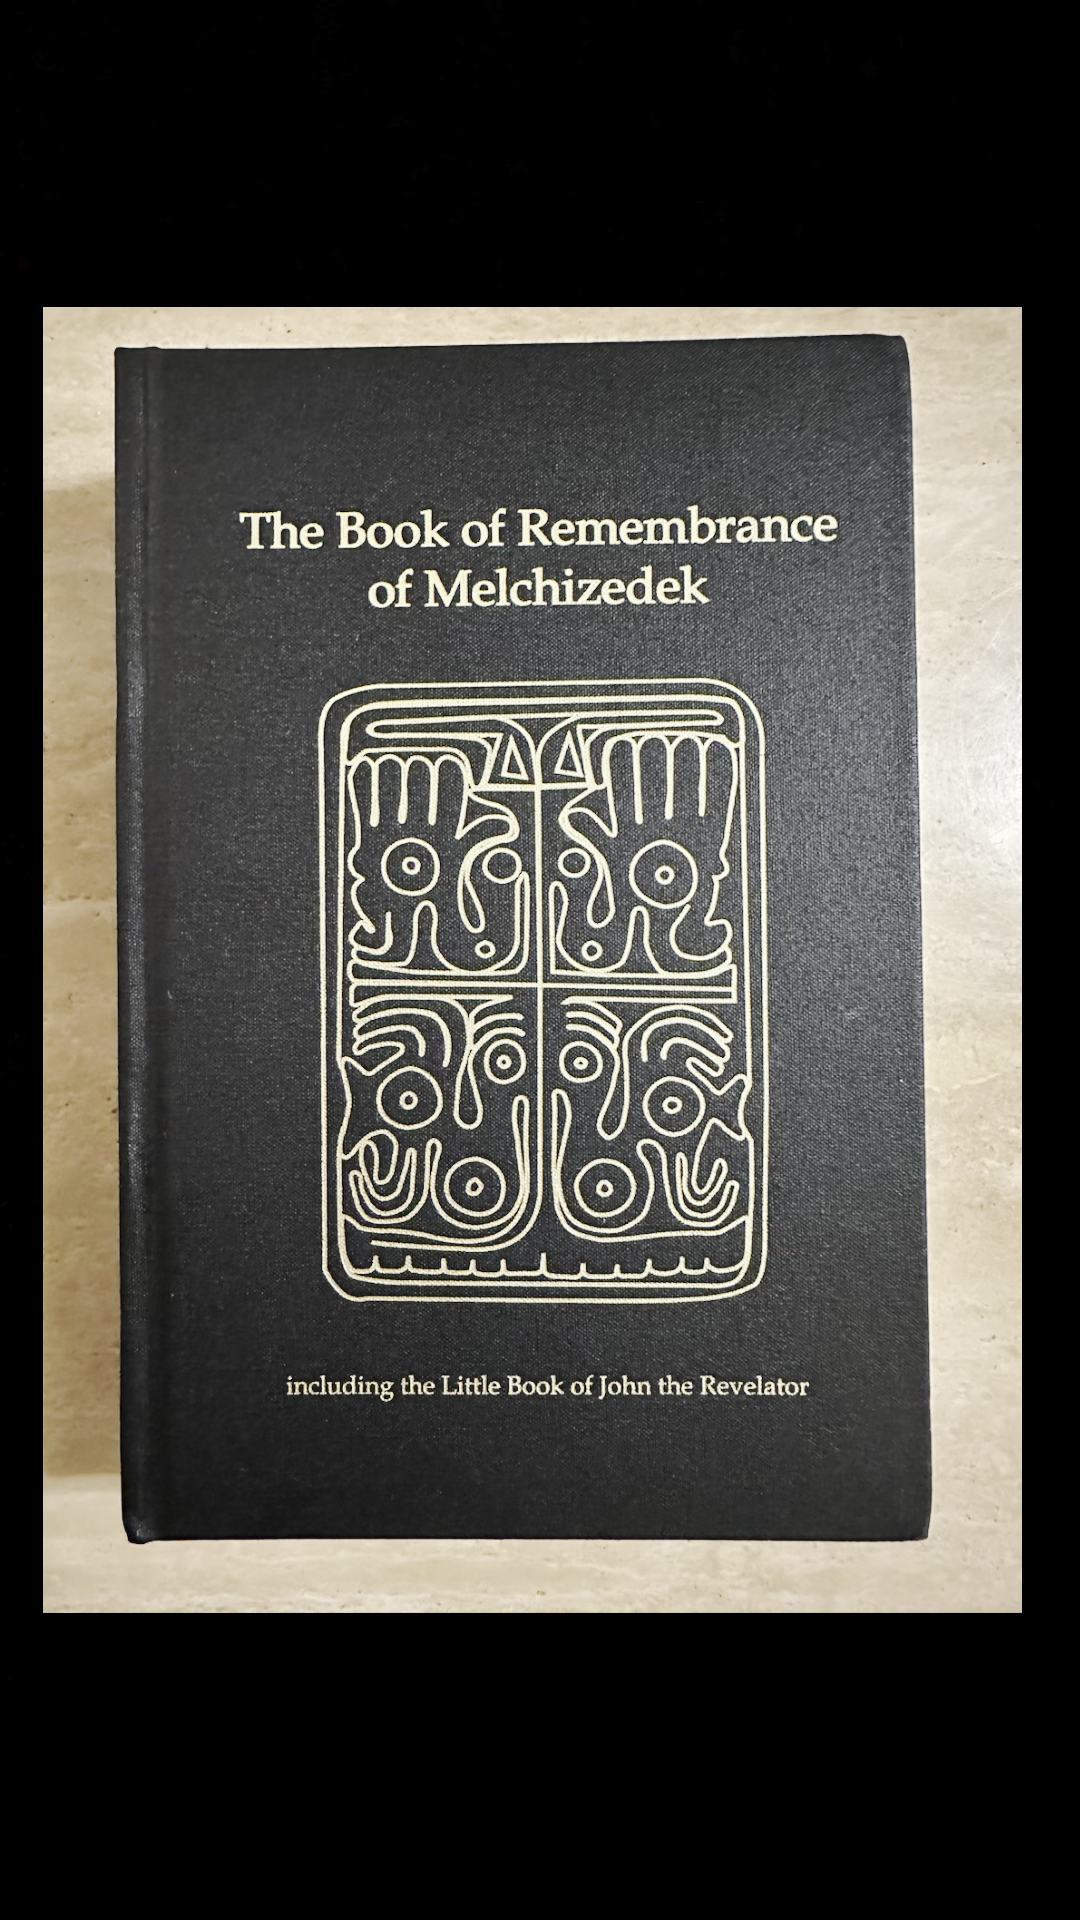 The Book of Remembrance
of Melchizedek
including the Little Book of John the Revelator